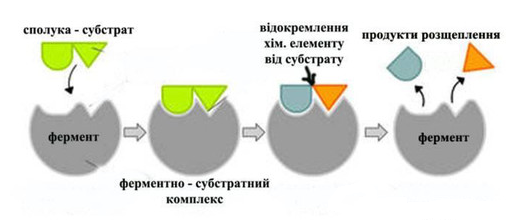 сполука - субстрат
відокремлення
хім. елементу
від субстрату
продукти розщеплення
фермент
фермент
ферментно - субстратний
комплекс